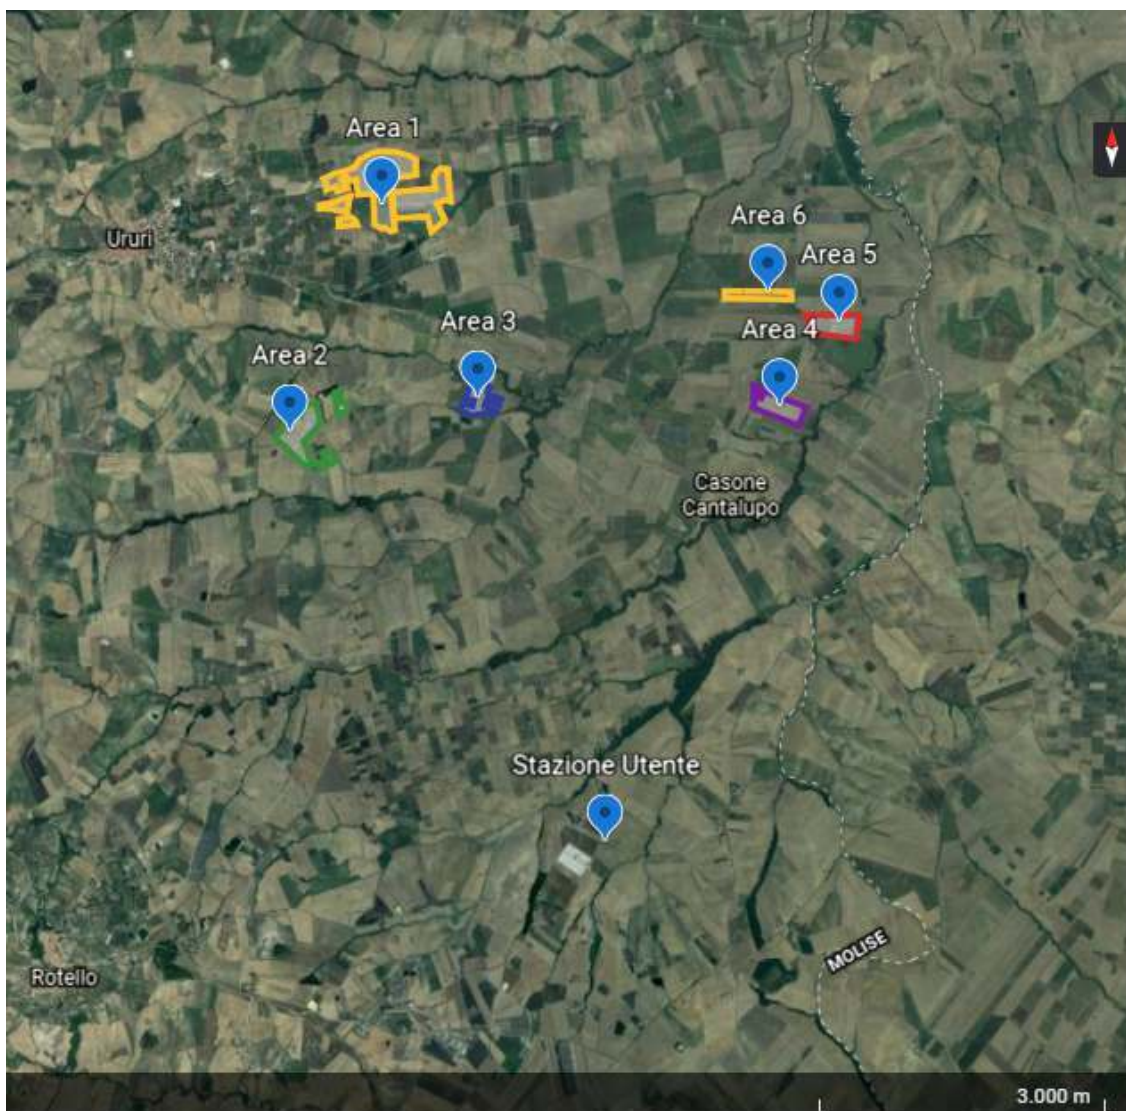 Area 1
Area 6
Ururi
Area 5
Area 3
Area 4
Area 2
Casone
Cantalupo
Stazione Utente
MOLISE
Rotello
3.000 m